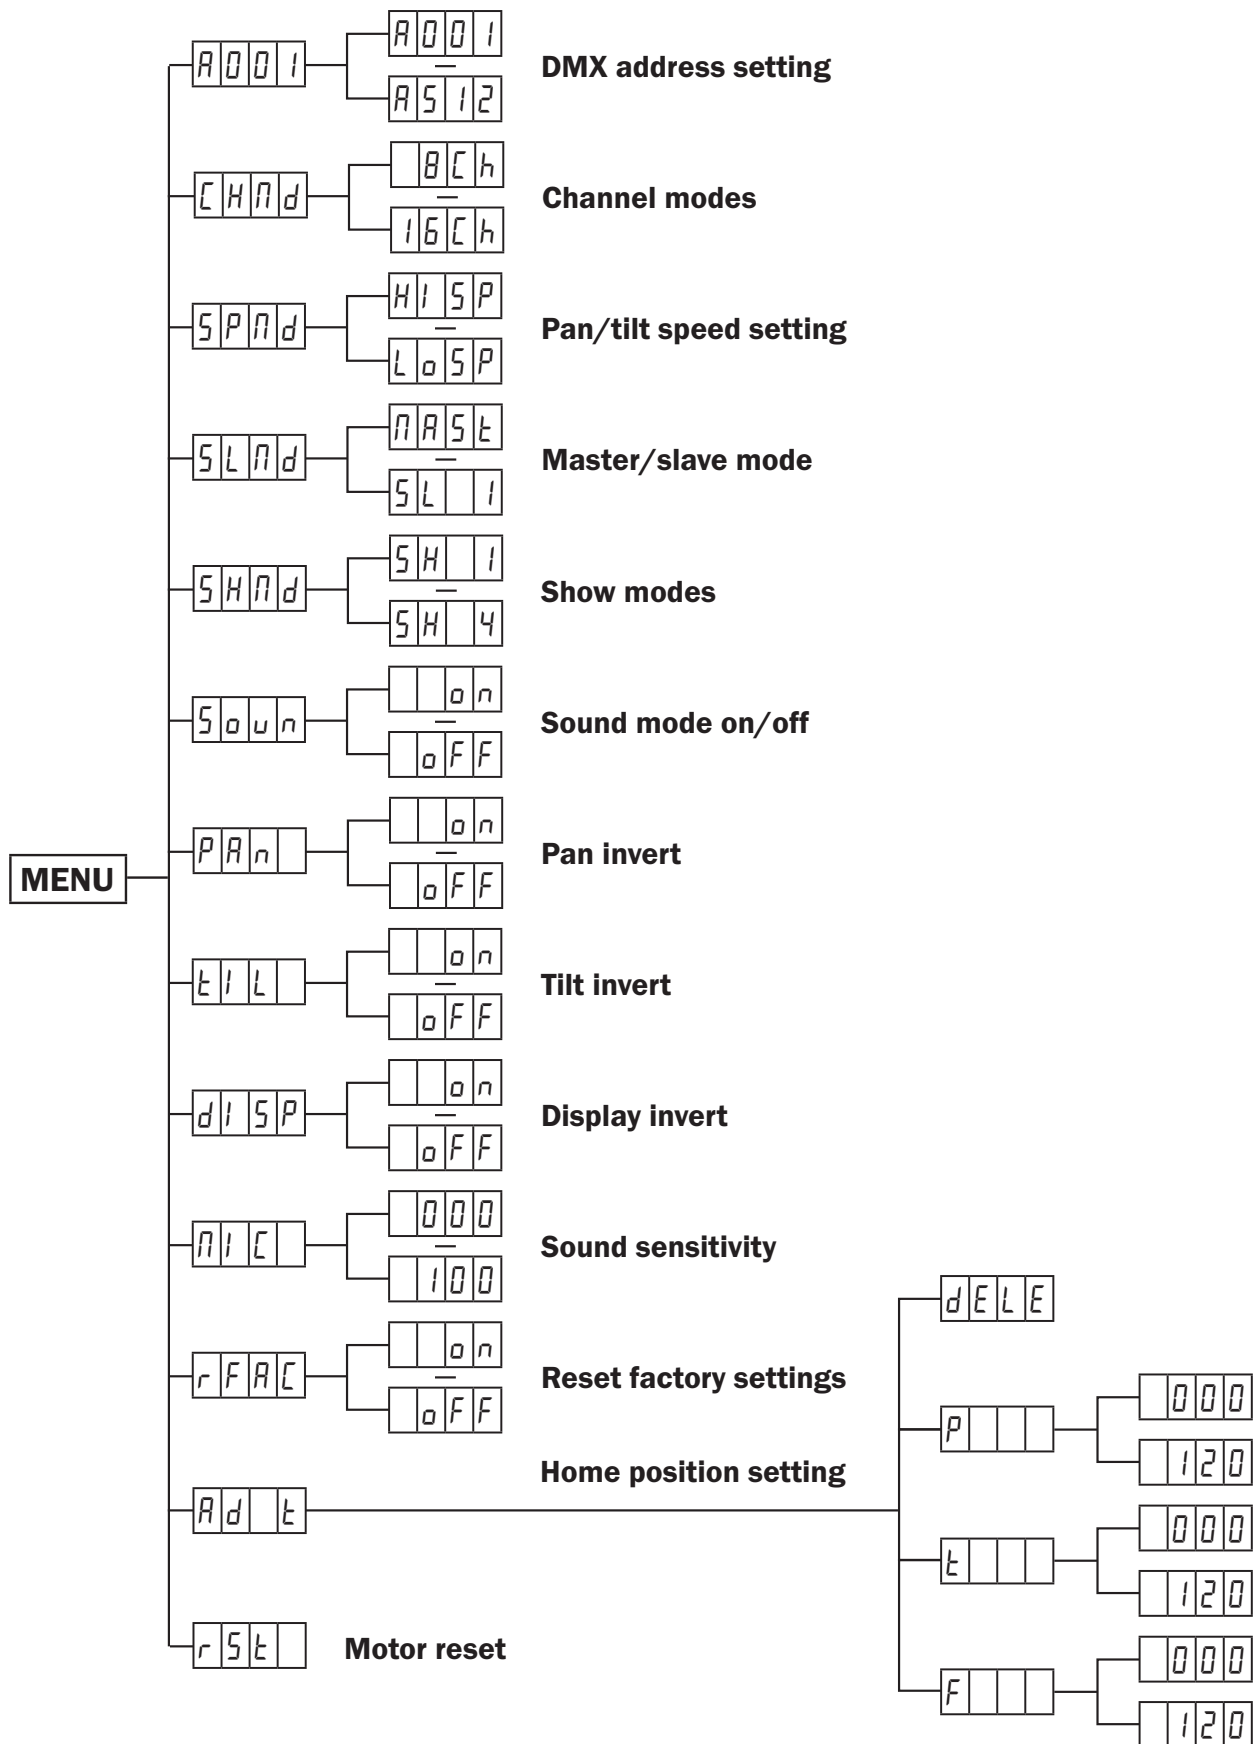 A001
A001
DMX address setting
AS12
CHMd
8Ch
Channel modes
16Ch
SPMd
HISP
Pan/tilt speed setting
LoSP
SLMd
MASt
Master/slave mode
SL 1
SHMd
SH 1
Show modes
SH 4
Soun
on
Sound mode on/off
oFF
PAn
on
Pan invert
oFF
MENU
tIL
on
Tilt invert
oFF
dISP
on
Display invert
oFF
MIC
000
Sound sensitivity
100
rFAC
on
Reset factory settings
oFF
Home position setting
Ad t
dELE
P
000
120
t
000
120
F
000
120
rSt
Motor reset